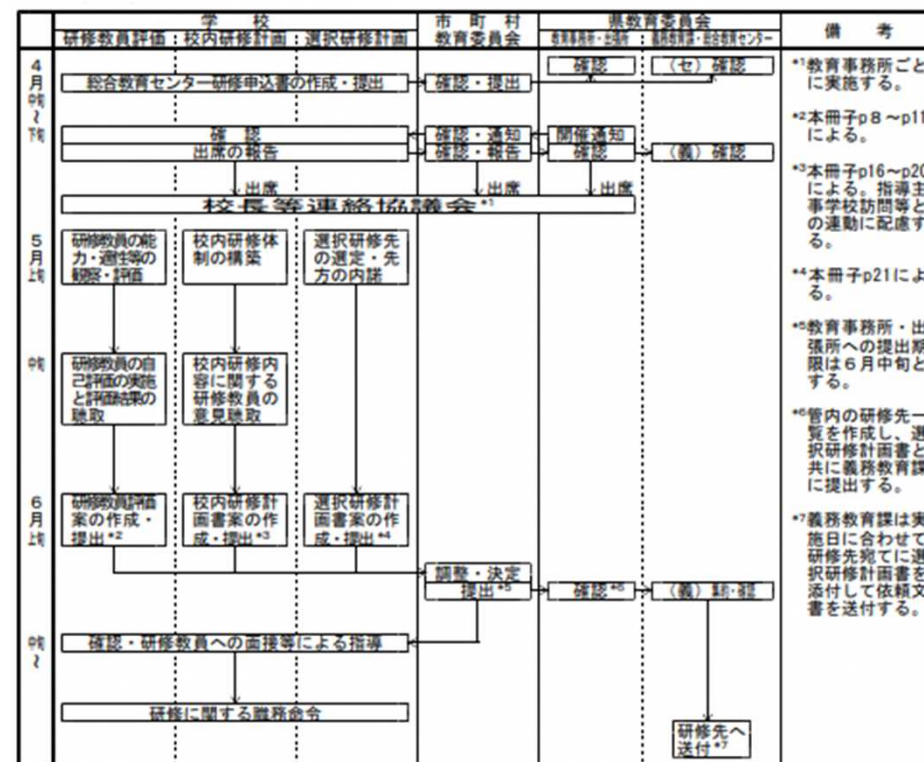 学校
市町村
教育委員会
県教育委員会
備考
研修教員評価
校内研修計画
選択研修計画
教育事務所・出張所
義務教育課・総合教育センター
4月
中旬
~
下旬
総合教育センター研修申込書の作成・提出
確認・提出
確認
(セ)確認
確認
確認・通知
開催通知
出席の報告
確認・報告
確認
(義)確認
出席
出席
出席
校長等連絡協議会*1
5月
上旬
研修教員の能
力・適性等の
観察・評価
校内研修体
制の構築
選択研修先
の選定・先
方の内諾
中旬
研修教員の自
己評価の実施
と評価結果の
聴取
校内研修内
容に関する
研修教員の
意見聴取
6月
上旬
研修教員評価
案の作成・
提出*2
校内研修計
画書案の作
成・提出*3
選択研修計
画書案の作
成・提出*4
調整・決定
提出*5
確認*6
(義)
中旬
~
確認・研修教員への面接等による指導
研修に関する職務命令
研修先へ
送付*7
*1教育事務所ごと
に実施する。
*2本冊子p8~p11
による。
*3本冊子p16~p20
による。指導主
事学校訪問等と
の連動に配慮す
る。
*4本冊子p21によ
る。
*5教育事務所・出
張所への提出期
限は6月中旬と
する。
*6管内の研修先一
覧を作成し、選
択研修計画書と
共に義務教育課
に提出する。
*7義務教育課は実
施日に合わせて
研修先宛てに選
択研修計画書を
添付して依頼文
書を送付する。